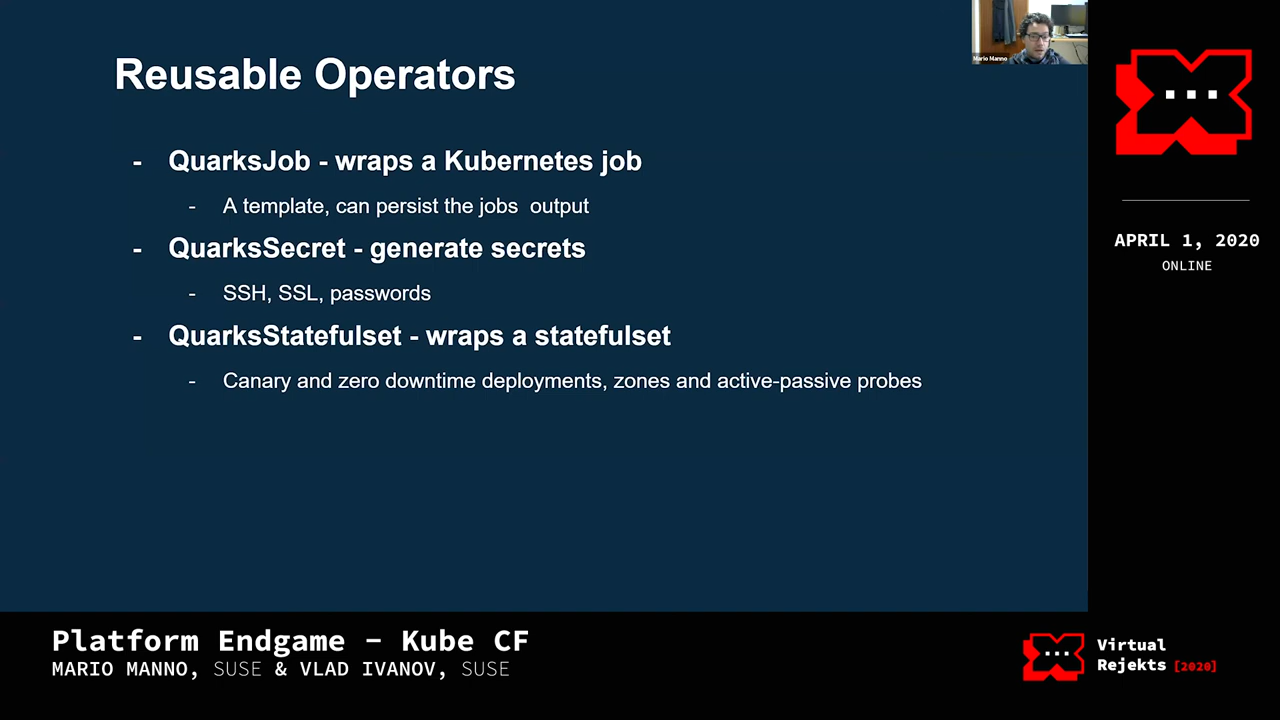 Reusable Operators
- QuarksJob - wraps a Kubernetes job
- A template, can persist the jobs output
- QuarksSecret - generate secrets
- SSH, SSL, passwords
- QuarksStatefulset - wraps a statefulset
- Canary and zero downtime deployments, zones and active-passive probes
Mario Manno
APRIL 1, 2020
ONLINE
Platform Endgame – Kube CF
MARIO MANNO, SUSE & VLAD IVANOV, SUSE
Virtual
Rejekts [2020]